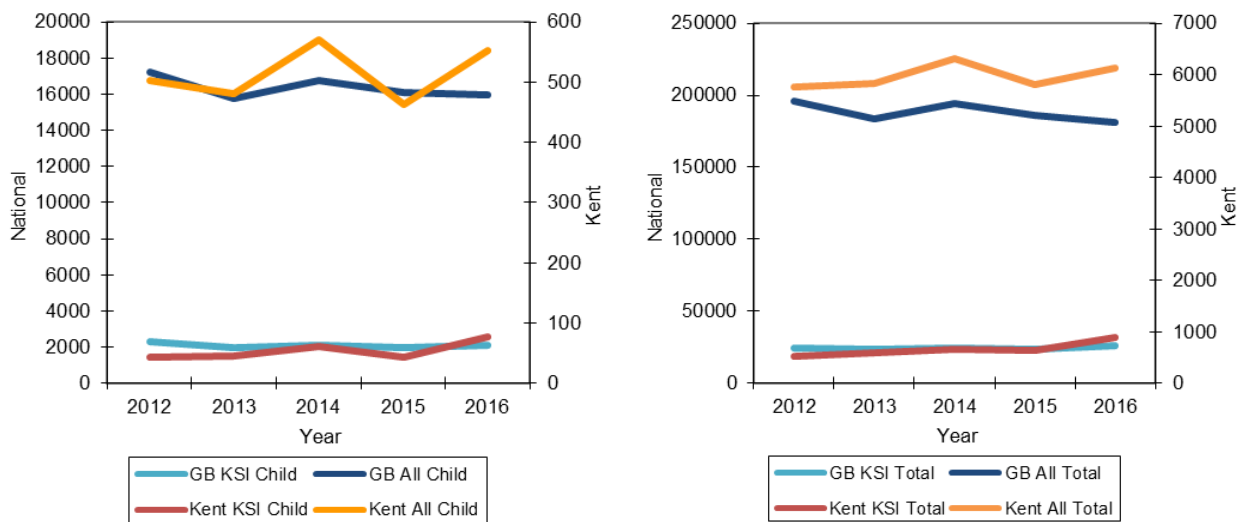 20000
18000
16000
14000
12000
10000
8000
6000
4000
2000
0
National
600
500
400
300
200
100
0
Kent
2012 2013 2014 2015 2016
Year
GB KSI Child GB All Child
Kent KSI Child Kent All Child
250000
200000
150000
100000
50000
0
National
7000
6000
5000
4000
3000
2000
1000
0
Kent
2012 2013 2014 2015 2016
Year
GB KSI Total GB All Total
Kent KSI Total Kent All Total